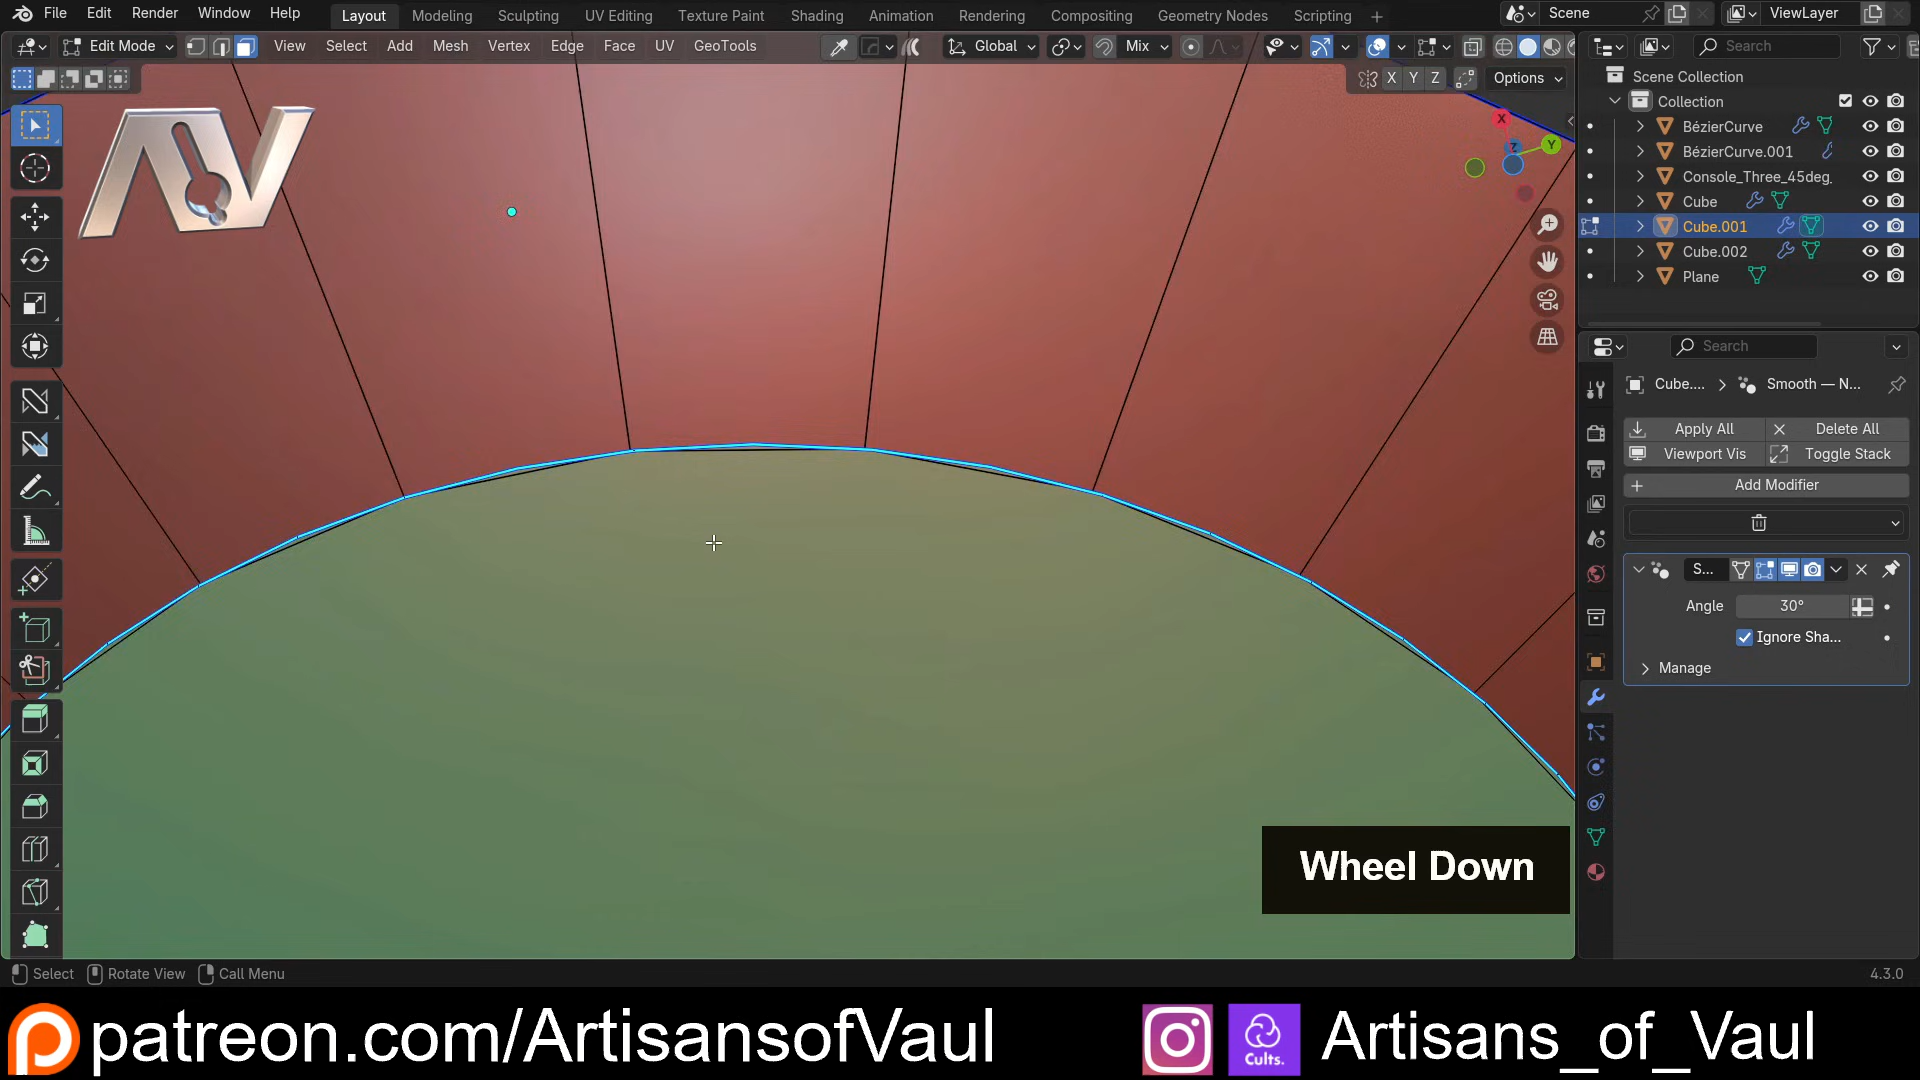 File Edit Render Window Help Layout Modeling Sculpting UV Editing Texture Paint Shading Animation Rendering Compositing Geometry Nodes Scripting + Scene ViewLayer
Edit Mode View Select Add Mesh Vertex Edge Face UV GeoTools Global Mix Search
X Y Z Options
Scene Collection
Collection
BézierCurve
BézierCurve.001
Console_Three_45deg.
Cube
Cube.001
Cube.002
Plane
X
Y
Z
AV
Search
Cube.... Smooth — N...
Apply All Delete All
Viewport Vis Toggle Stack
Add Modifier
S...
Angle 30°
Ignore Sha...
Manage
Wheel Down
Select Rotate View Call Menu 4.3.0
patreon.com/ArtisansofVaul Cults. Artisans_of_Vaul